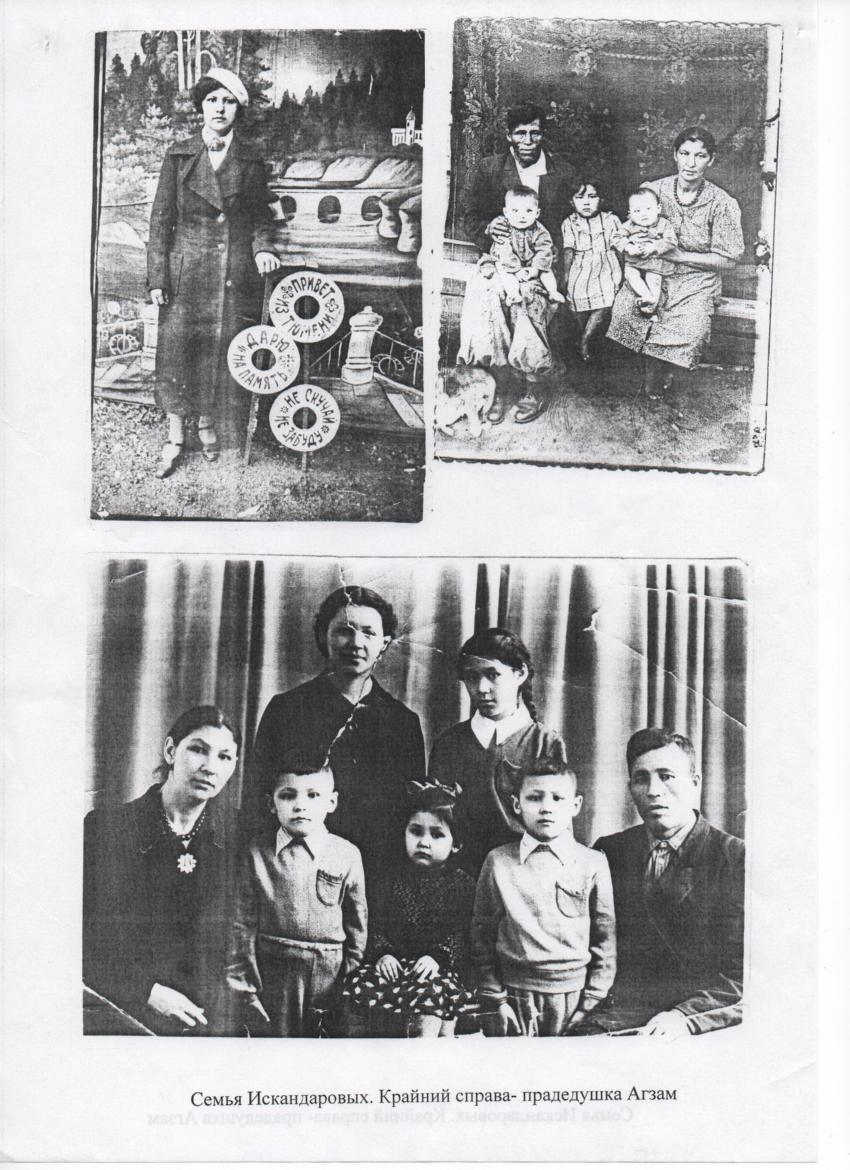 ПРИВЕТ
ИЗ ТЮМЕНИ
ДАРЮ
НА ПАМЯТЬ
НЕ СКУЧАЙ
НЕ ЗАБУДУ
Семья Искандаровых. Крайний справа- прадедушка Агзам